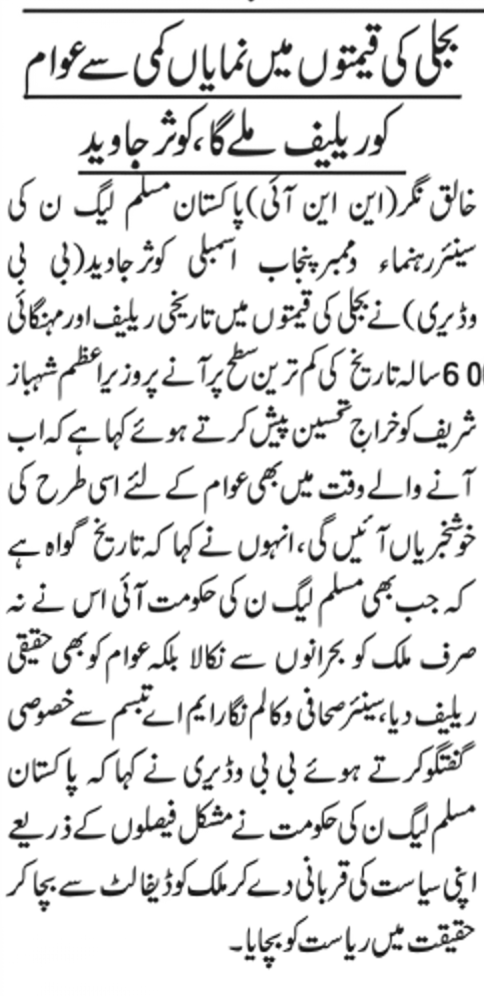 بجلی کی قیمتوں میں نمایاں کمی سے عوام
کو ریلیف ملے گا، کوثر جاوید
خالق نگر (این این آئی) پاکستان مسلم لیگ ن کی
سینئر رہنماء وممبر پنجاب اسمبلی کوثر جاوید (بی بی
وڈیری) نے بجلی کی قیمتوں میں تاریخی ریلیف اور مہنگائی
60 سالہ تاریخ کی کم ترین سطح پر آنے پر وزیراعظم شہباز
شریف کو خراج تحسین پیش کرتے ہوئے کہا ہے کہ اب
آنے والے وقت میں بھی عوام کے لئے اسی طرح کی
خوشخبریاں آئیں گی، انہوں نے کہا کہ تاریخ گواہ ہے
کہ جب بھی مسلم لیگ ن کی حکومت آئی اس نے نہ
صرف ملک کو بحرانوں سے نکالا بلکہ عوام کو بھی حقیقی
ریلیف دیا، سینئر صحافی وکالم نگار ایم اے تبسم سے خصوصی
گفتگو کرتے ہوئے بی بی وڈیری نے کہا کہ پاکستان
مسلم لیگ ن کی حکومت نے مشکل فیصلوں کے ذریعے
اپنی سیاست کی قربانی دے کر ملک کو ڈیفالٹ سے بچا کر
حقیقت میں ریاست کو بچایا۔